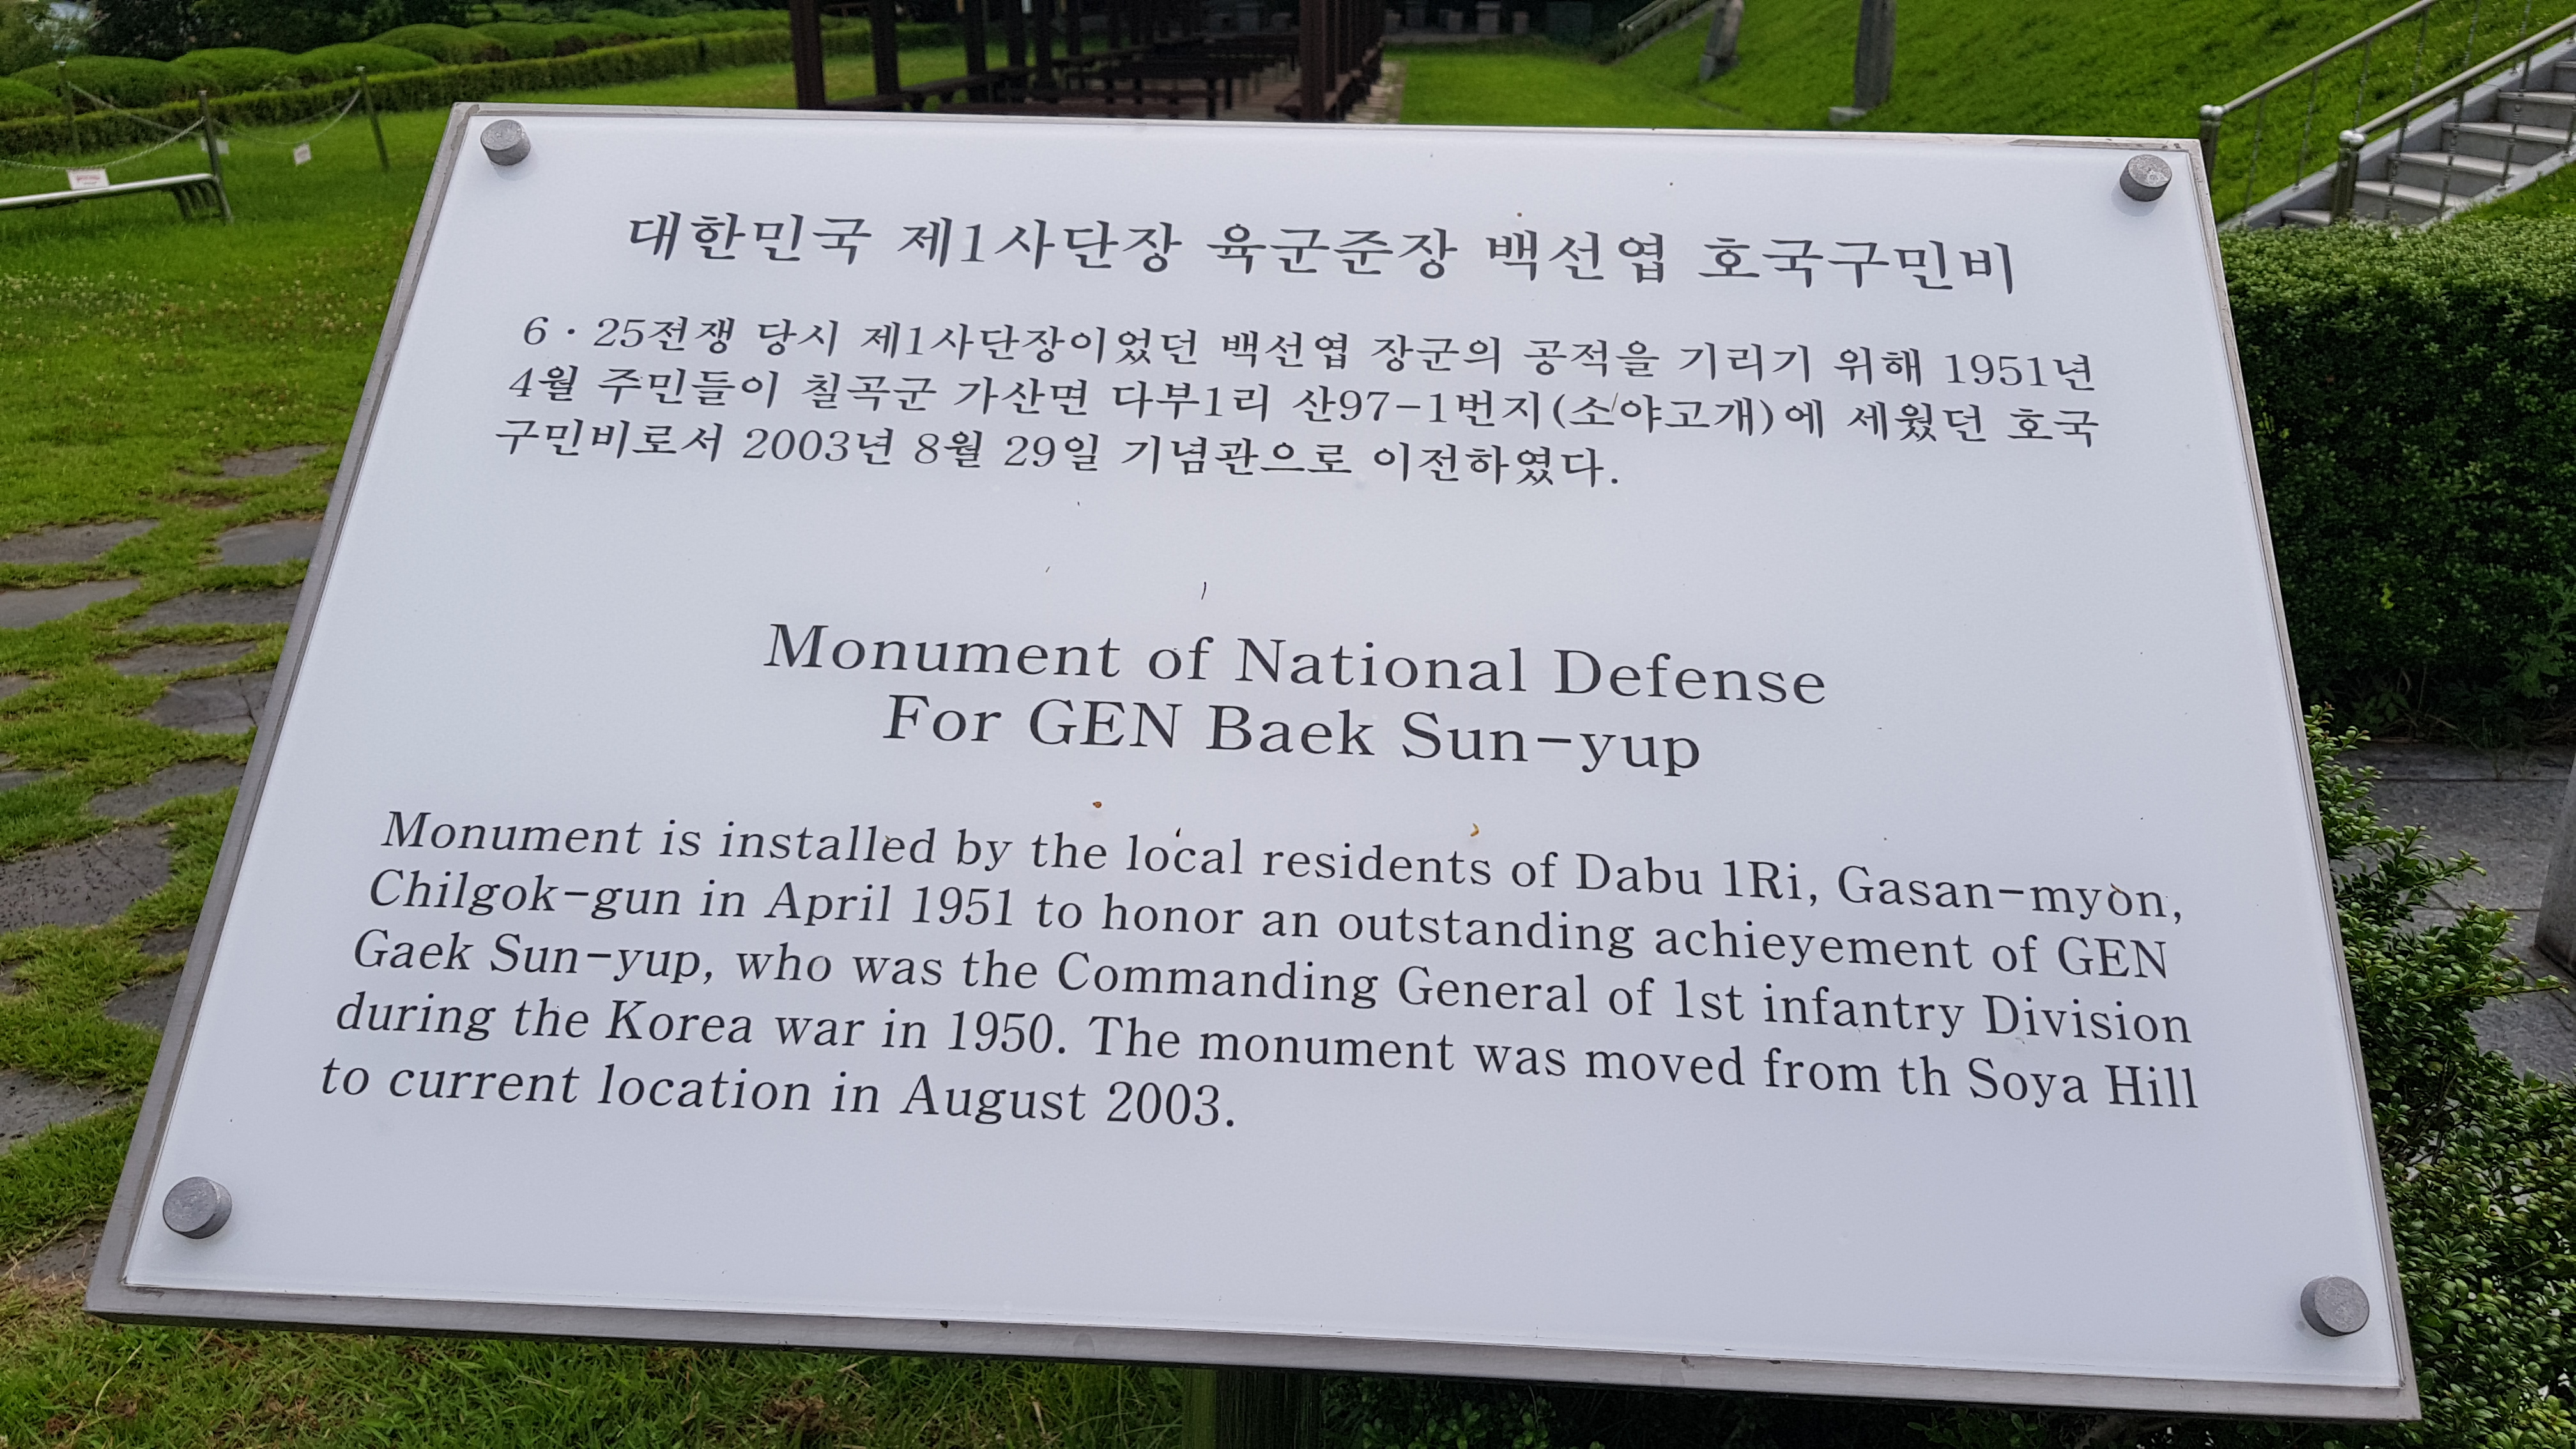 대한민국 제1사단장 육군준장 백선엽 호국구민비
6·25전쟁 당시 제1사단장이었던 백선엽 장군의 공적을 기리기 위해 1951년
4월 주민들이 칠곡군 가산면 다부1리 산97-1번지(소야고개)에 세웠던 호국
구민비로서 2003년 8월 29일 기념관으로 이전하였다.
Monument of National Defense
For GEN Baek Sun-yup
Monument is installed by the local residents of Dabu 1Ri, Gasan-myon,
Chilgok-gun in April 1951 to honor an outstanding achieyement of GEN
Gaek Sun-yup, who was the Commanding General of 1st infantry Division
during the Korea war in 1950. The monument was moved from th Soya Hill
to current location in August 2003.